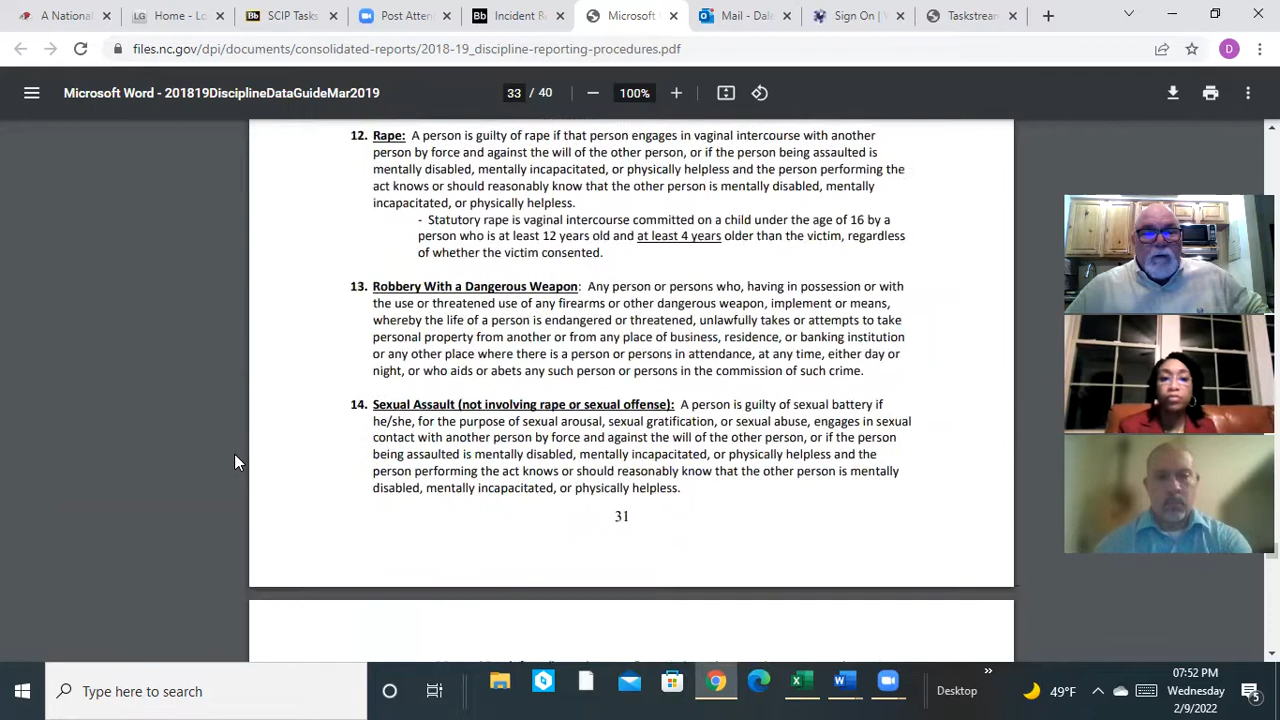 A National
Home - Lo
SCIP Tasks
Post Atten
Incident Re
Microsoft
Mail - Dale
Sign On | W
Taskstream
files.nc.gov/dpi/documents/consolidated-reports/2018-19_discipline-reporting-procedures.pdf
D
Microsoft Word - 201819DisciplineDataGuideMar2019
33 / 40
100%
12. Rape: A person is guilty of rape if that person engages in vaginal intercourse with another
person by force and against the will of the other person, or if the person being assaulted is
mentally disabled, mentally incapacitated, or physically helpless and the person performing the
act knows or should reasonably know that the other person is mentally disabled, mentally
incapacitated, or physically helpless.
- Statutory rape is vaginal intercourse committed on a child under the age of 16 by a
person who is at least 12 years old and at least 4 years older than the victim, regardless
of whether the victim consented.
13. Robbery With a Dangerous Weapon: Any person or persons who, having in possession or with
the use or threatened use of any firearms or other dangerous weapon, implement or means,
whereby the life of a person is endangered or threatened, unlawfully takes or attempts to take
personal property from another or from any place of business, residence, or banking institution
or any other place where there is a person or persons in attendance, at any time, either day or
night, or who aids or abets any such person or persons in the commission of such crime.
14. Sexual Assault (not involving rape or sexual offense): A person is guilty of sexual battery if
he/she, for the purpose of sexual arousal, sexual gratification, or sexual abuse, engages in sexual
contact with another person by force and against the will of the other person, or if the person
being assaulted is mentally disabled, mentally incapacitated, or physically helpless and the
person performing the act knows or should reasonably know that the other person is mentally
disabled, mentally incapacitated, or physically helpless.
31
Type here to search
Desktop
49°F
07:52 PM
Wednesday
2/9/2022
5